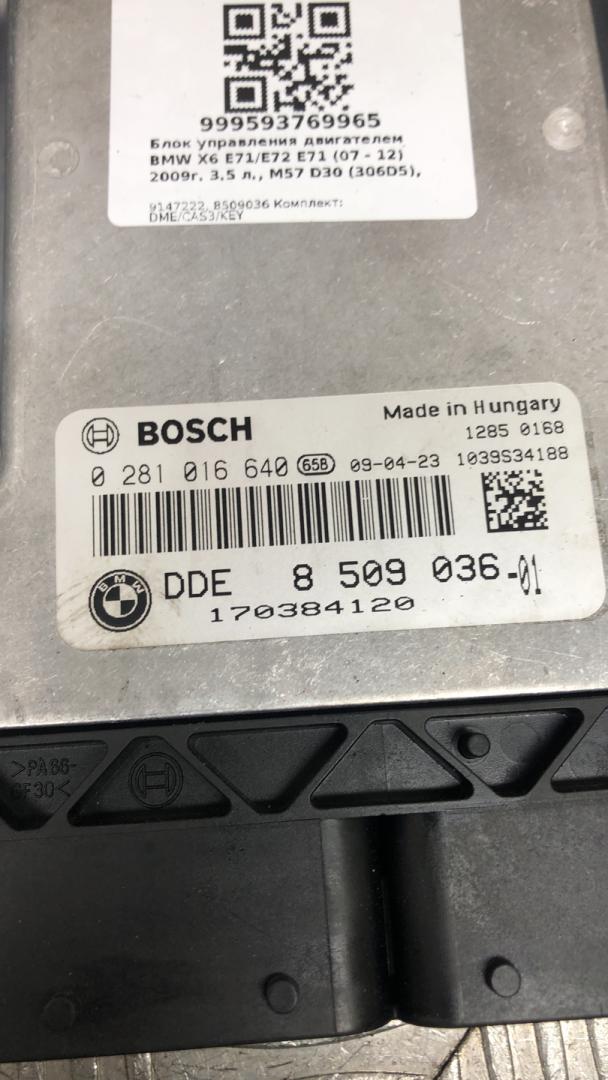 999593769965
Блок управления двигателем
BMW X6 E71/E72 E71 (07 - 12)
2009г. 3.5 л., M57 D30 (306D5),
9147222, 8509036 Комплект:
DME/CAS3/KEY
BOSCH
Made in Hungary
1285 0168
0 281 016 640 65B 09-04-23 1039S34188
BMW
DDE 8 509 036-01
170384120
>PA66-
GF30<